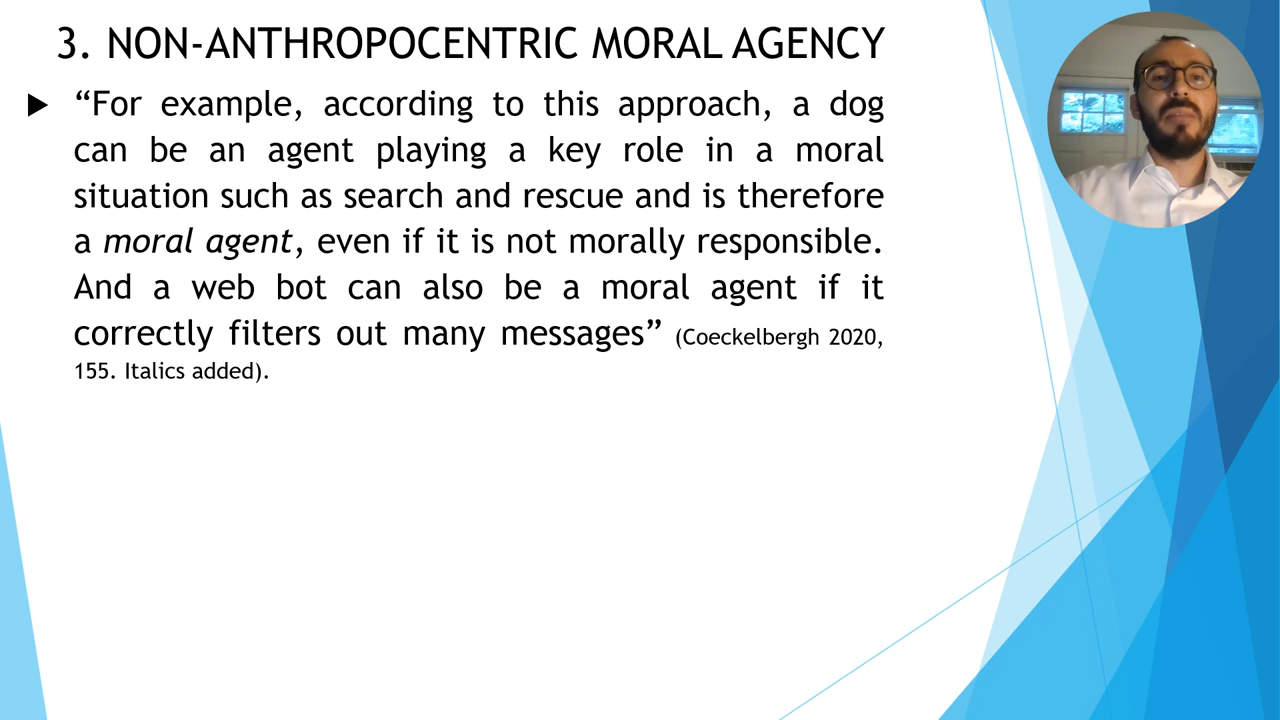 3. NON-ANTHROPOCENTRIC MORAL AGENCY
“For example, according to this approach, a dog
can be an agent playing a key role in a moral
situation such as search and rescue and is therefore
a moral agent, even if it is not morally responsible.
And a web bot can also be a moral agent if it
correctly filters out many messages” (Coeckelbergh 2020,
155. Italics added).